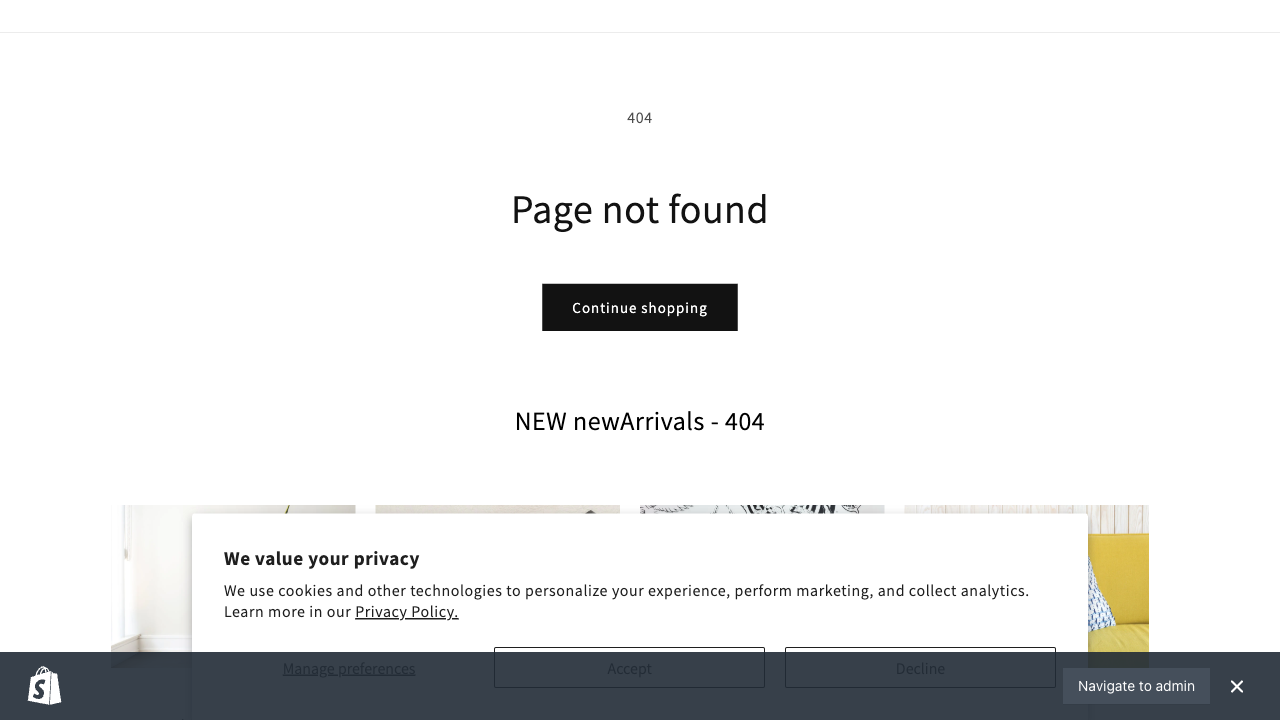 404
Page not found
Continue shopping
NEW newArrivals - 404
We value your privacy
We use cookies and other technologies to personalize your experience, perform marketing, and collect analytics.
Learn more in our Privacy Policy.
Manage preferences
Accept
Decline
Navigate to admin